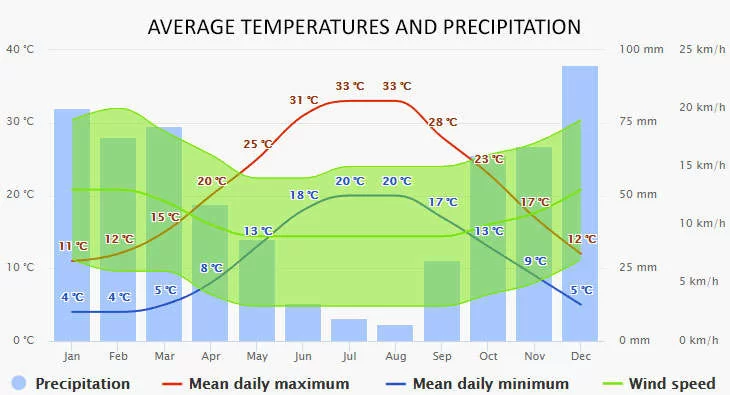 AVERAGE TEMPERATURES AND PRECIPITATION
40 °C 100 mm 25 km/h
30 °C 75 mm 20 km/h
20 °C 50 mm 15 km/h
10 °C 25 mm 10 km/h
0 °C 0 mm 5 km/h
0 km/h
11 °C 12 °C 15 °C 20 °C 25 °C 31 °C 33 °C 33 °C 28 °C 23 °C 17 °C 12 °C
4 °C 4 °C 5 °C 8 °C 13 °C 18 °C 20 °C 20 °C 17 °C 13 °C 9 °C 5 °C
Jan Feb Mar Apr May Jun Jul Aug Sep Oct Nov Dec
Precipitation Mean daily maximum Mean daily minimum Wind speed